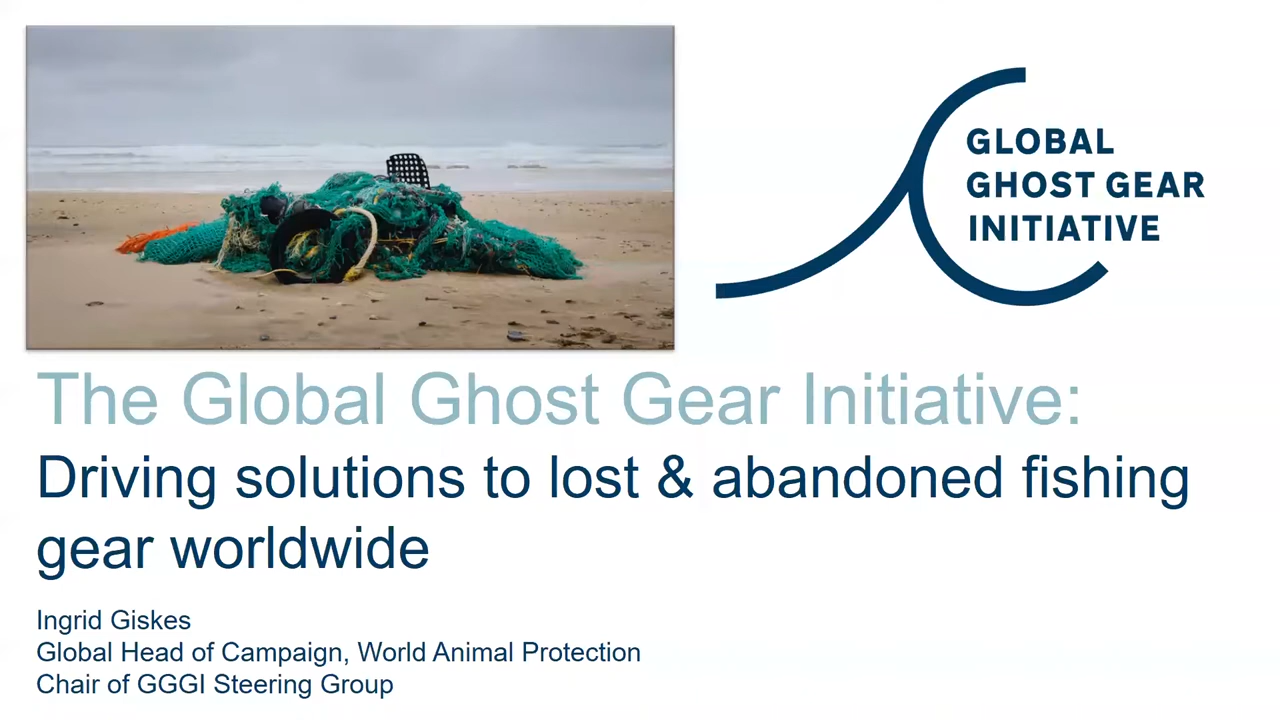 GLOBAL
GHOST GEAR
INITIATIVE
The Global Ghost Gear Initiative:
Driving solutions to lost & abandoned fishing
gear worldwide
Ingrid Giskes
Global Head of Campaign, World Animal Protection
Chair of GGGI Steering Group